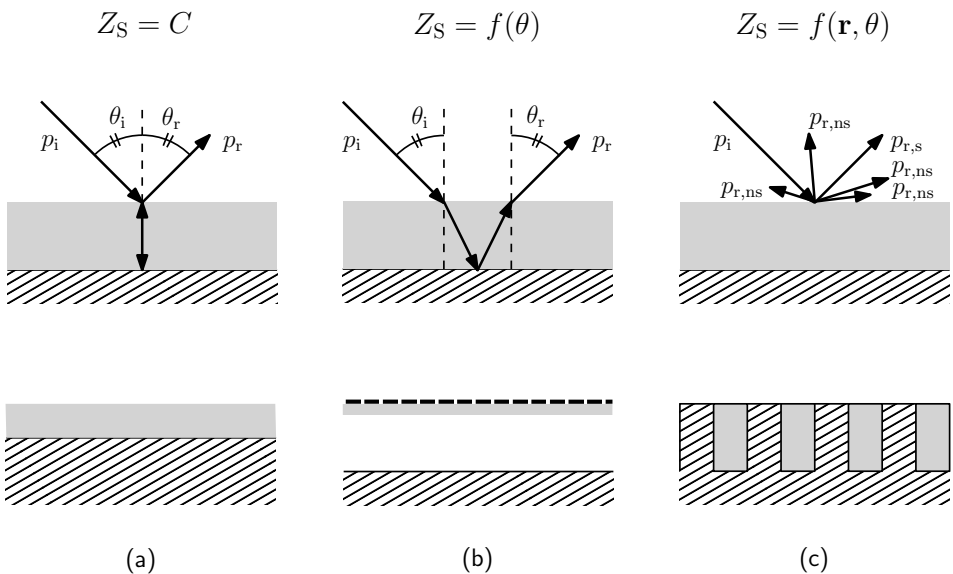 Z_S = C
Z_S = f(θ)
Z_S = f(𝐫, θ)
θ_i θ_r
p_i p_r
θ_i θ_r
p_i p_r
p_i p_r,ns p_r,s
p_r,ns
p_r,ns p_r,ns
(a)
(b)
(c)